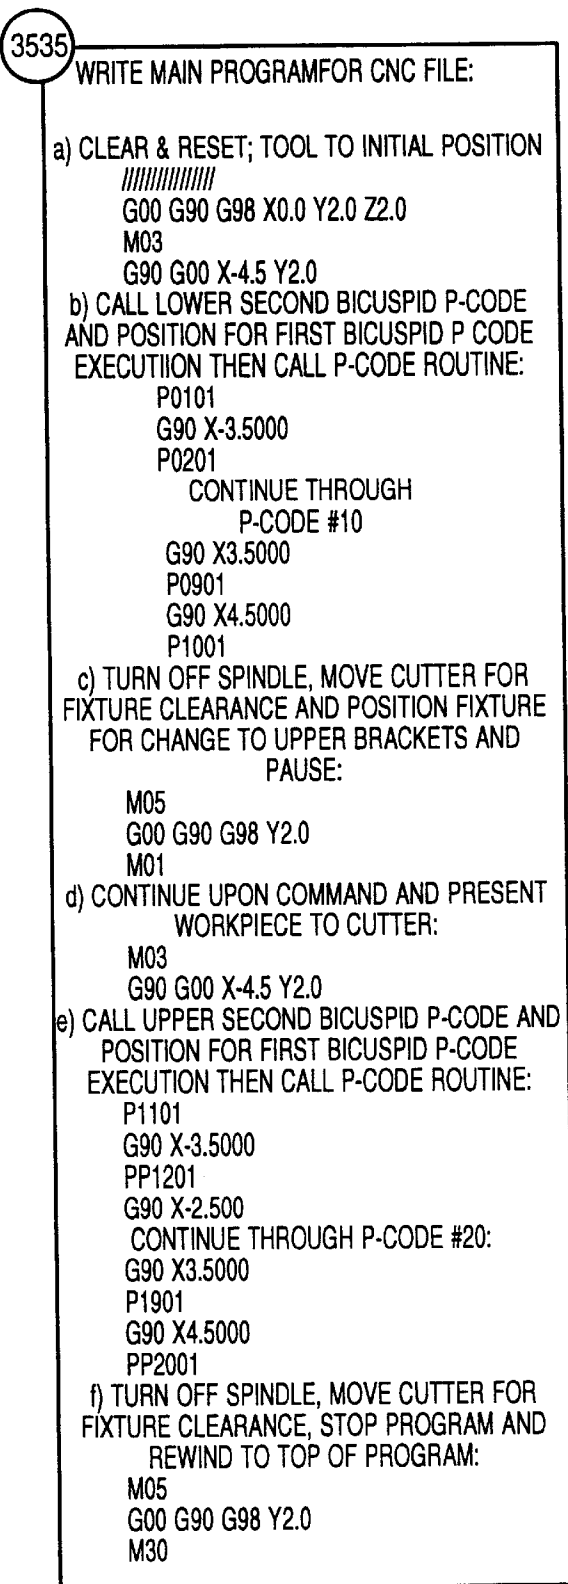 3535
WRITE MAIN PROGRAMFOR CNC FILE:
a) CLEAR & RESET; TOOL TO INITIAL POSITION
////////////////
G00 G90 G98 X0.0 Y2.0 Z2.0
M03
G90 G00 X-4.5 Y2.0
b) CALL LOWER SECOND BICUSPID P-CODE
AND POSITION FOR FIRST BICUSPID P CODE
EXECUTIION THEN CALL P-CODE ROUTINE:
P0101
G90 X-3.5000
P0201
CONTINUE THROUGH
P-CODE #10
G90 X3.5000
P0901
G90 X4.5000
P1001
c) TURN OFF SPINDLE, MOVE CUTTER FOR
FIXTURE CLEARANCE AND POSITION FIXTURE
FOR CHANGE TO UPPER BRACKETS AND
PAUSE:
M05
G00 G90 G98 Y2.0
M01
d) CONTINUE UPON COMMAND AND PRESENT
WORKPIECE TO CUTTER:
M03
G90 G00 X-4.5 Y2.0
e) CALL UPPER SECOND BICUSPID P-CODE AND
POSITION FOR FIRST BICUSPID P-CODE
EXECUTION THEN CALL P-CODE ROUTINE:
P1101
G90 X-3.5000
PP1201
G90 X-2.500
CONTINUE THROUGH P-CODE #20:
G90 X3.5000
P1901
G90 X4.5000
PP2001
f) TURN OFF SPINDLE, MOVE CUTTER FOR
FIXTURE CLEARANCE, STOP PROGRAM AND
REWIND TO TOP OF PROGRAM:
M05
G00 G90 G98 Y2.0
M30